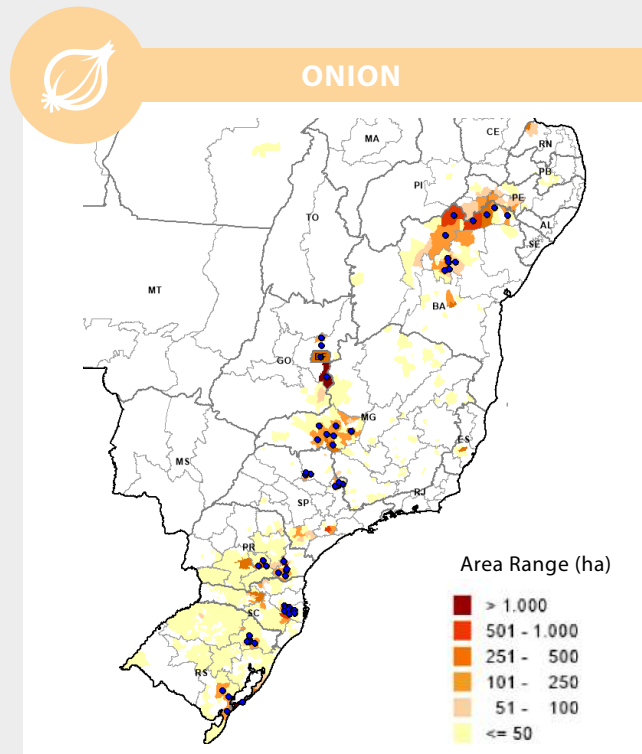 ONION
CE
MA
RN
PB
PI
PE
TO
AL
SE
MT
BA
DF
GO
MG
ES
MS
SP
RJ
PR
Area Range (ha)
SC
RS
> 1.000
501 - 1.000
251 - 500
101 - 250
51 - 100
<= 50